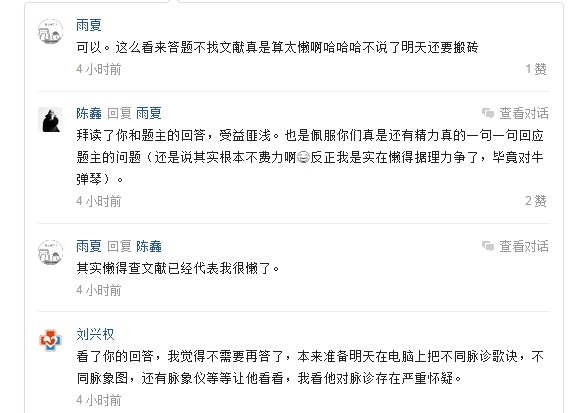 雨夏
可以。这么看来答题不找文献真是算太懒啊哈哈哈不说了明天还要搬砖
4 小时前
1 赞
陈鑫 回复 雨夏
查看对话
拜读了你和题主的回答，受益匪浅。也是佩服你们真是还有精力真的一句一句回应
题主的问题（还是说其实根本不费力啊😂反正我是实在懒得据理力争了，毕竟对牛
弹琴）。
4 小时前
2 赞
雨夏 回复 陈鑫
查看对话
其实懒得查文献已经代表我很懒了。
4 小时前
刘兴权
看了你的回答，我觉得不需要再答了，本来准备明天在电脑上把不同脉诊歌诀，不
同脉象图，还有脉象仪等等让他看看，我看他对脉诊存在严重怀疑。
4 小时前